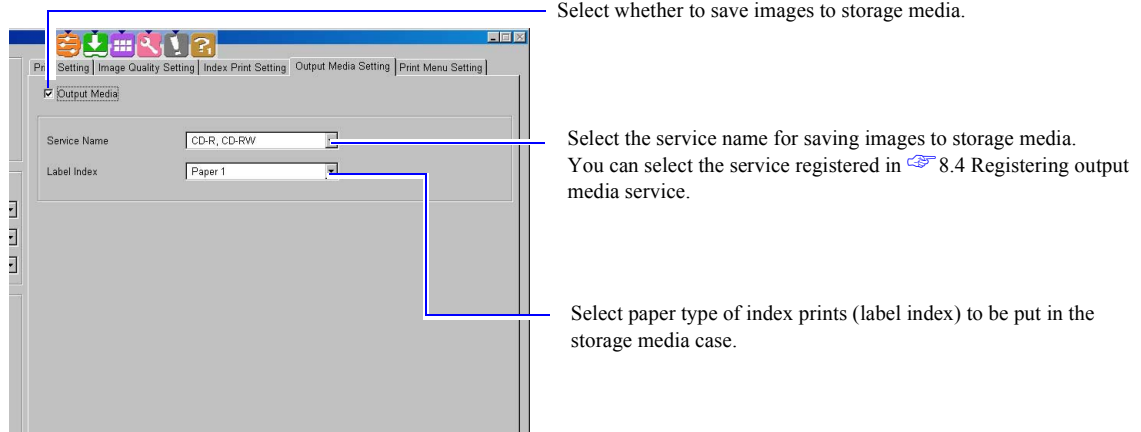 Select whether to save images to storage media.
Setting Image Quality Setting Index Print Setting Output Media Setting Print Menu Setting
Output Media
Service Name CD-R, CD-RW
Select the service name for saving images to storage media.
You can select the service registered in ☞ 8.4 Registering output
media service.
Label Index Paper 1
Select paper type of index prints (label index) to be put in the
storage media case.